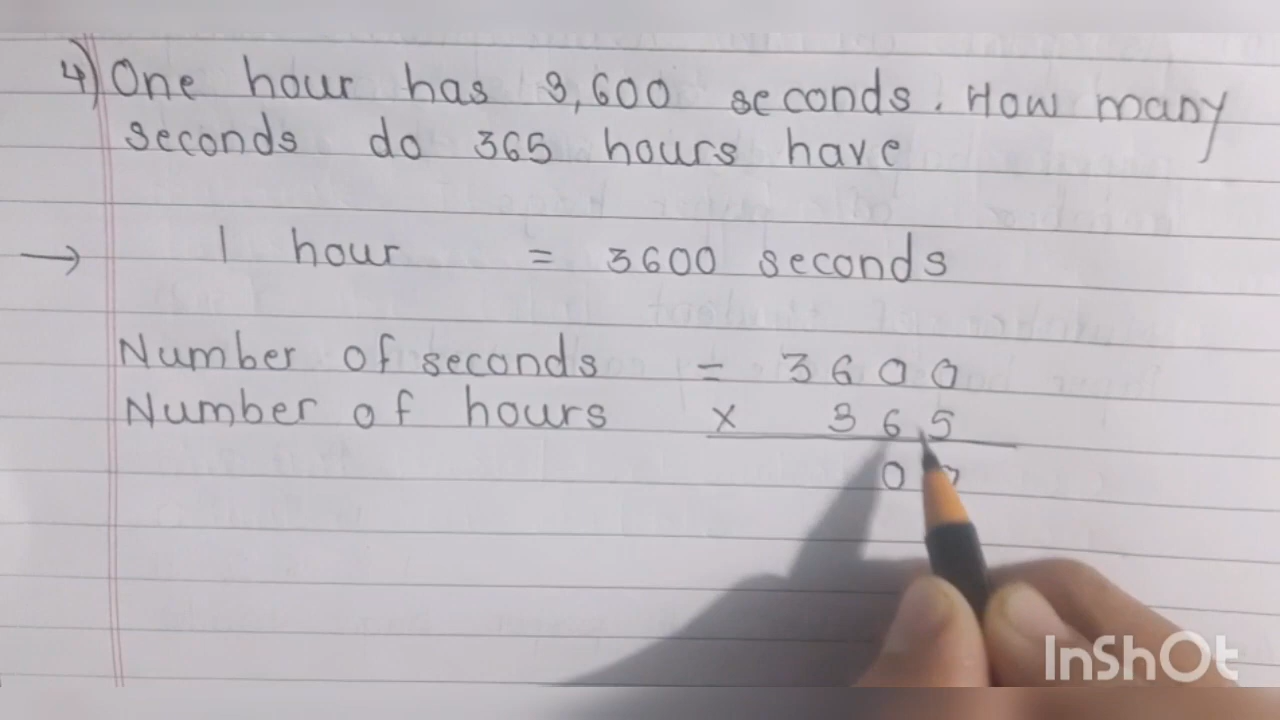 4) One hour has 3,600 seconds. How many
seconds do 365 hours have
→ 1 hour = 3600 seconds
Number of seconds = 3600
Number of hours × 365
0
InShOt